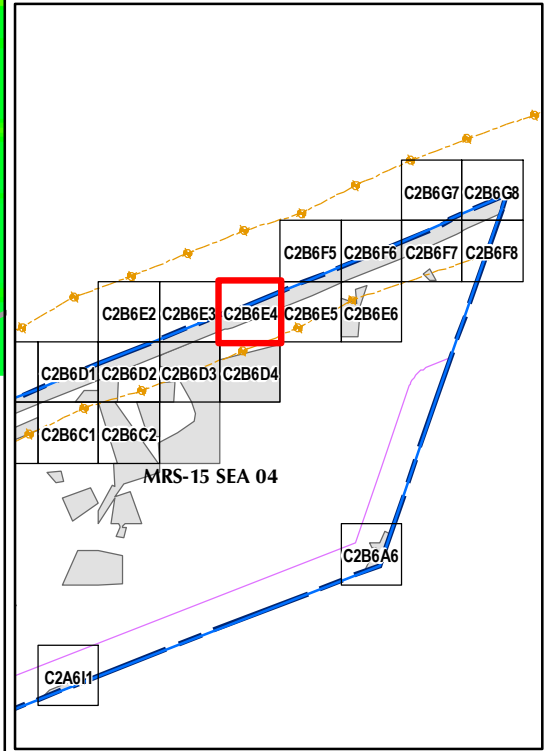 C2B6G7 C2B6G8
C2B6F5 C2B6F6 C2B6F7 C2B6F8
C2B6E2 C2B6E3 C2B6E4 C2B6E5 C2B6E6
C2B6D1 C2B6D2 C2B6D3 C2B6D4
C2B6C1 C2B6C2
MRS-15 SEA 04
C2B6A6
C2A6I1